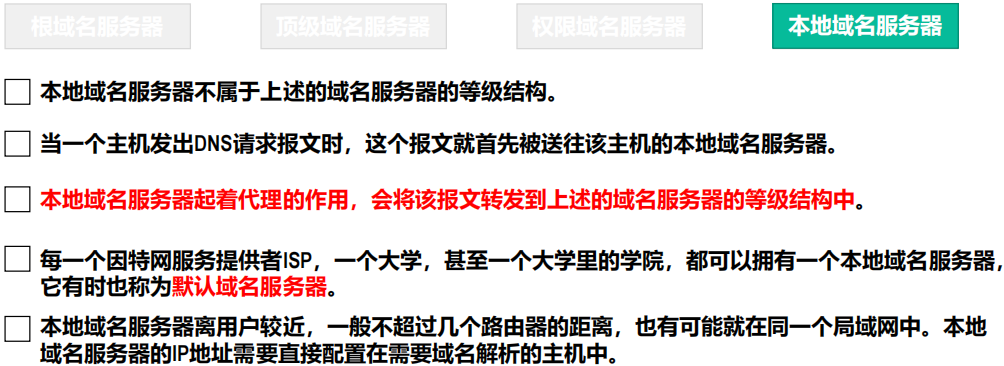 根域名服务器 顶级域名服务器 权限域名服务器 本地域名服务器
本地域名服务器不属于上述的域名服务器的等级结构。
当一个主机发出DNS请求报文时，这个报文就首先被送往该主机的本地域名服务器。
本地域名服务器起着代理的作用，会将该报文转发到上述的域名服务器的等级结构中。
每一个因特网服务提供者ISP，一个大学，甚至一个大学里的学院，都可以拥有一个本地域名服务器，
它有时也称为默认域名服务器。
本地域名服务器离用户较近，一般不超过几个路由器的距离，也有可能就在同一个局域网中。本地
域名服务器的IP地址需要直接配置在需要域名解析的主机中。